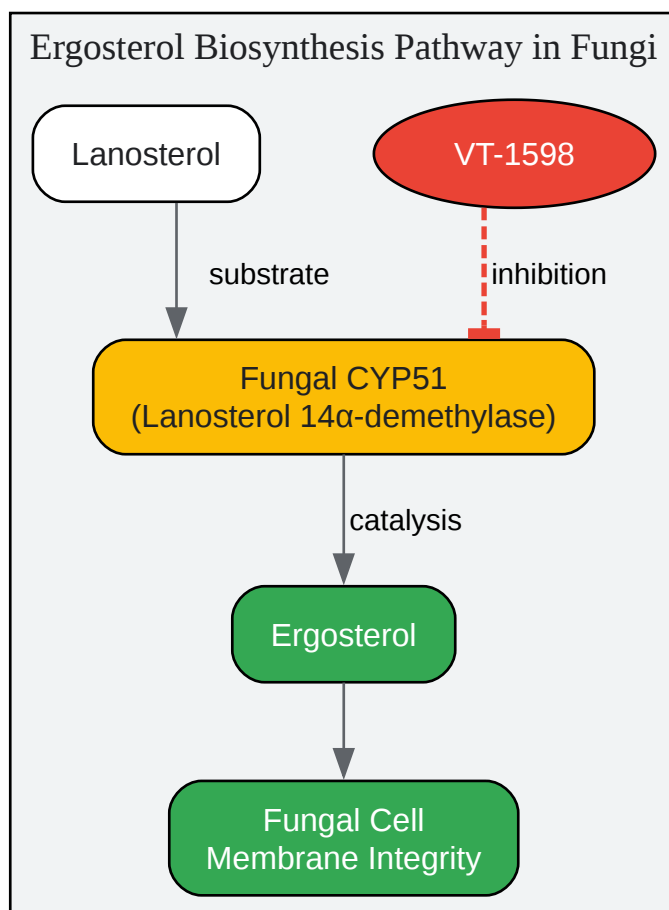 Ergosterol Biosynthesis Pathway in Fungi
Lanosterol
VT-1598
substrate
inhibition
Fungal CYP51
(Lanosterol 14α-demethylase)
catalysis
Ergosterol
Fungal Cell
Membrane Integrity